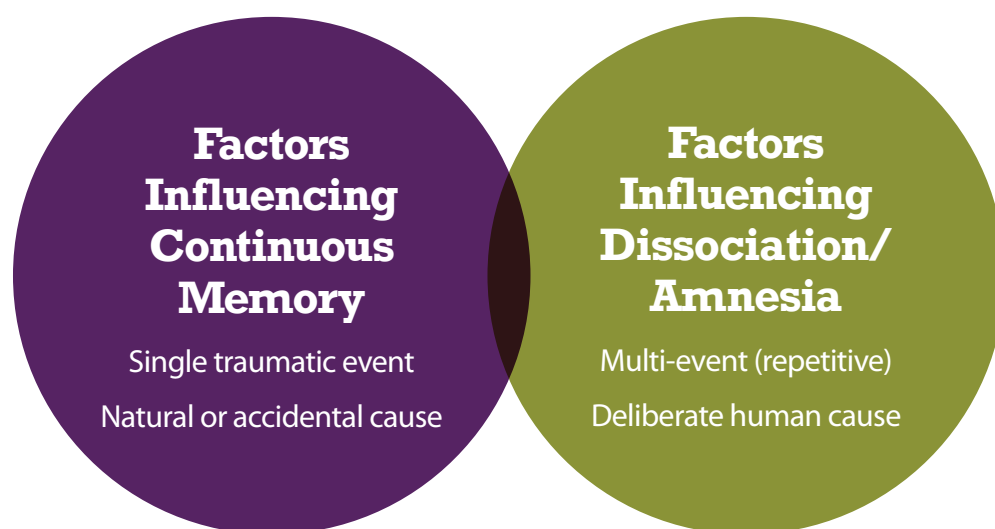 Factors
Influencing
Continuous
Memory
Single traumatic event
Natural or accidental cause
Factors
Influencing
Dissociation/
Amnesia
Multi-event (repetitive)
Deliberate human cause